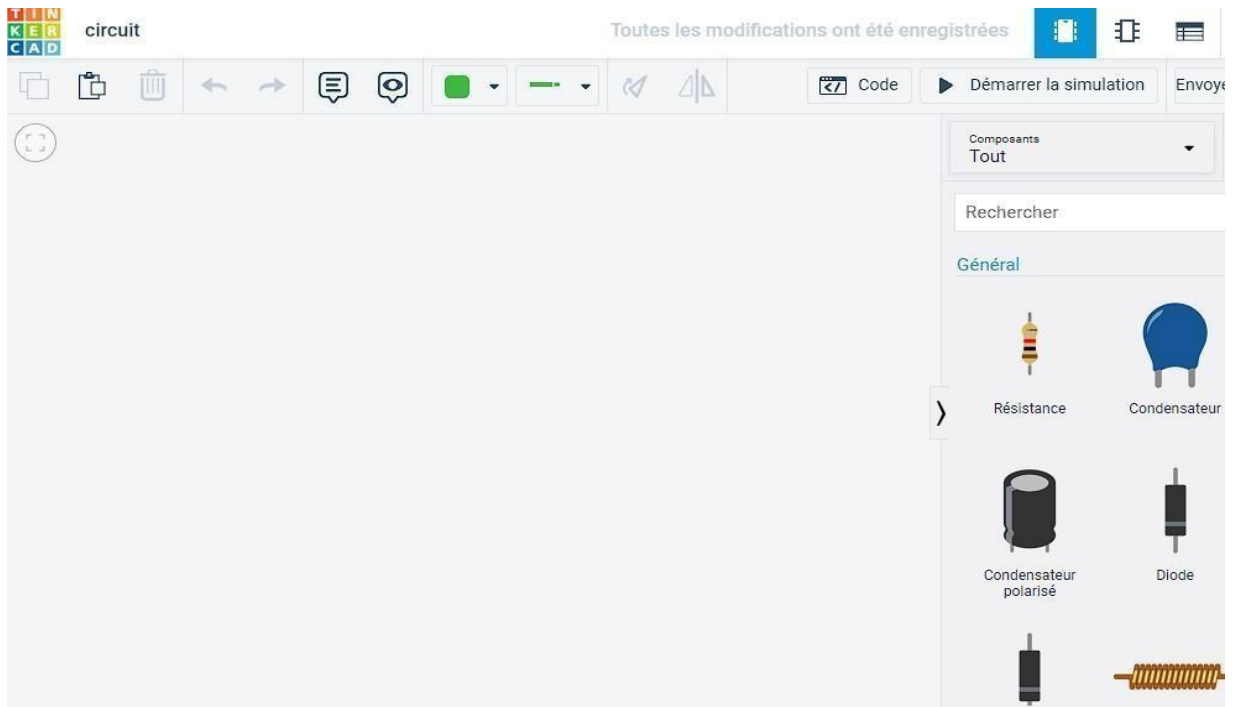 TIN
KER
CAD
circuit
Toutes les modifications ont été enregistrées
Code
Démarrer la simulation
Envoye
Composants
Tout
Rechercher
Général
Résistance
Condensateur
Condensateur
polarisé
Diode